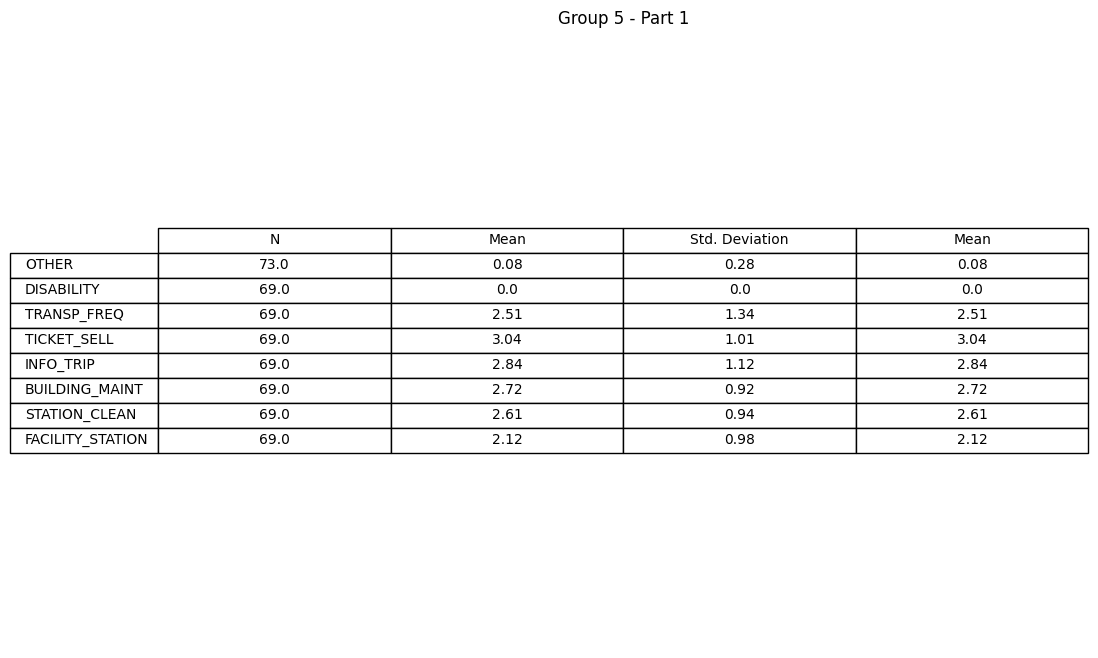 Group 5 - Part 1
N Mean Std. Deviation Mean
OTHER 73.0 0.08 0.28 0.08
DISABILITY 69.0 0.0 0.0 0.0
TRANSP_FREQ 69.0 2.51 1.34 2.51
TICKET_SELL 69.0 3.04 1.01 3.04
INFO_TRIP 69.0 2.84 1.12 2.84
BUILDING_MAINT 69.0 2.72 0.92 2.72
STATION_CLEAN 69.0 2.61 0.94 2.61
FACILITY_STATION 69.0 2.12 0.98 2.12